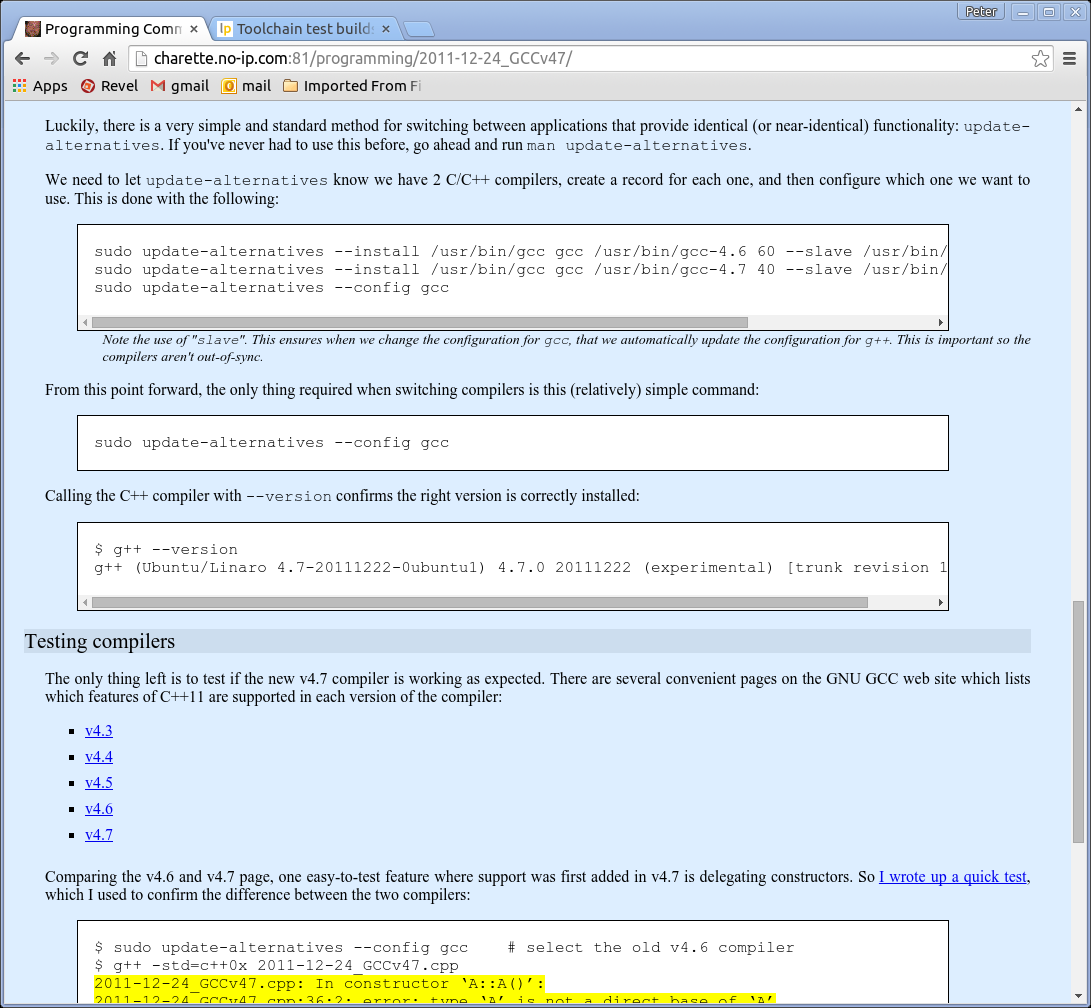 Peter
Programming Comm
Toolchain test builds
charette.no-ip.com:81/programming/2011-12-24_GCCv47/
Apps Revel gmail mail Imported From Fi
Luckily, there is a very simple and standard method for switching between applications that provide identical (or near-identical) functionality: update-
alternatives. If you've never had to use this before, go ahead and run man update-alternatives.
We need to let update-alternatives know we have 2 C/C++ compilers, create a record for each one, and then configure which one we want to
use. This is done with the following:
sudo update-alternatives --install /usr/bin/gcc gcc /usr/bin/gcc-4.6 60 --slave /usr/bin/
sudo update-alternatives --install /usr/bin/gcc gcc /usr/bin/gcc-4.7 40 --slave /usr/bin/
sudo update-alternatives --config gcc
Note the use of "slave". This ensures when we change the configuration for gcc, that we automatically update the configuration for g++. This is important so the
compilers aren't out-of-sync.
From this point forward, the only thing required when switching compilers is this (relatively) simple command:
sudo update-alternatives --config gcc
Calling the C++ compiler with --version confirms the right version is correctly installed:
$ g++ --version
g++ (Ubuntu/Linaro 4.7-20111222-0ubuntu1) 4.7.0 20111222 (experimental) [trunk revision 1
Testing compilers
The only thing left is to test if the new v4.7 compiler is working as expected. There are several convenient pages on the GNU GCC web site which lists
which features of C++11 are supported in each version of the compiler:
v4.3
v4.4
v4.5
v4.6
v4.7
Comparing the v4.6 and v4.7 page, one easy-to-test feature where support was first added in v4.7 is delegating constructors. So I wrote up a quick test,
which I used to confirm the difference between the two compilers:
$ sudo update-alternatives --config gcc # select the old v4.6 compiler
$ g++ -std=c++0x 2011-12-24_GCCv47.cpp
2011-12-24_GCCv47.cpp: In constructor ‘A::A()’:
2011-12-24_GCCv47.cpp:36:2: error: type ‘A’ is not a direct base of ‘A’